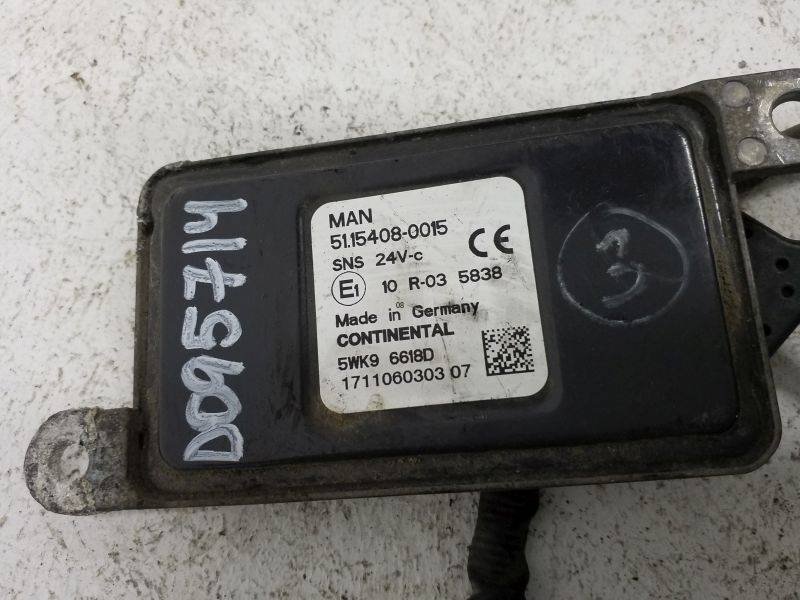 D095714
MAN
51.15408-0015
SNS 24V-c
E1 10 R-03 5838
08
Made in Germany
CONTINENTAL
5WK9 6618D
1711060303 07
CE
3